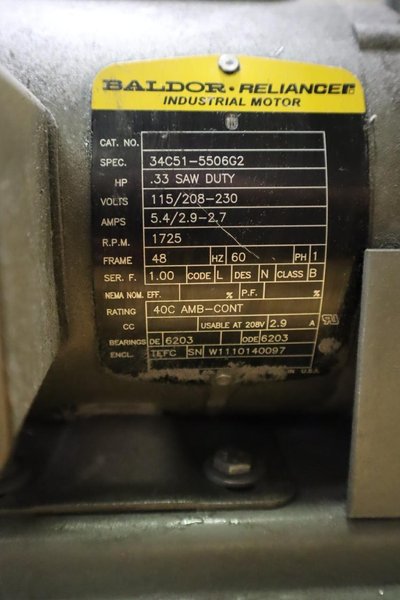 BALDOR · RELIANCER
INDUSTRIAL MOTOR
CAT. NO.
SPEC. 34C51-5506G2
HP .33 SAW DUTY
VOLTS 115/208-230
AMPS 5.4/2.9-2.7
R.P.M. 1725
FRAME 48 HZ 60 PH 1
SER. F. 1.00 CODE L DES N CLASS B
NEMA NOM. EFF. % P.F. %
RATING 40C AMB-CONT
CC USABLE AT 208V 2.9 A
BEARINGS DE 6203 ODE 6203
ENCL. TEFC SN W1110140097
IN U.S.A.